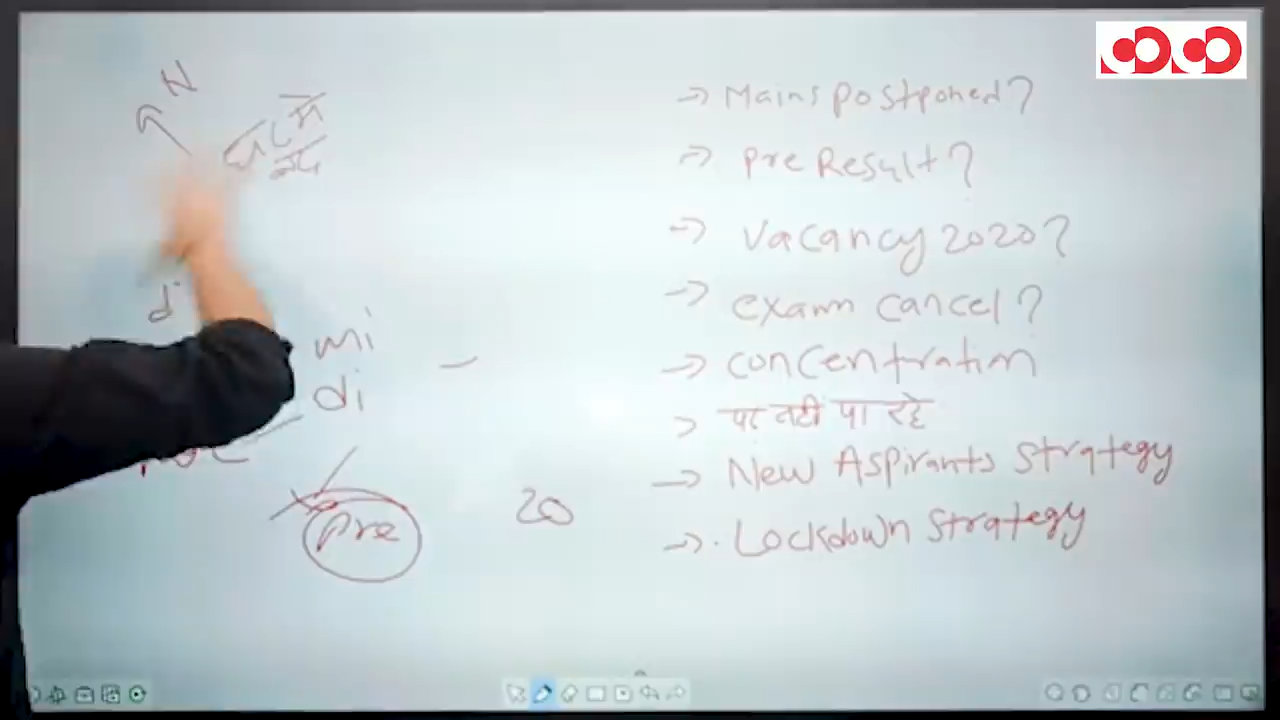 N
→ Mains postponed?
→ Pre Result?
→ Vacancy 2020?
→ exam cancel?
mi
→ concentration
di
→ पढ नही पा रहे
→ New Aspirants strategy
Pre
20
→ Lockdown strategy